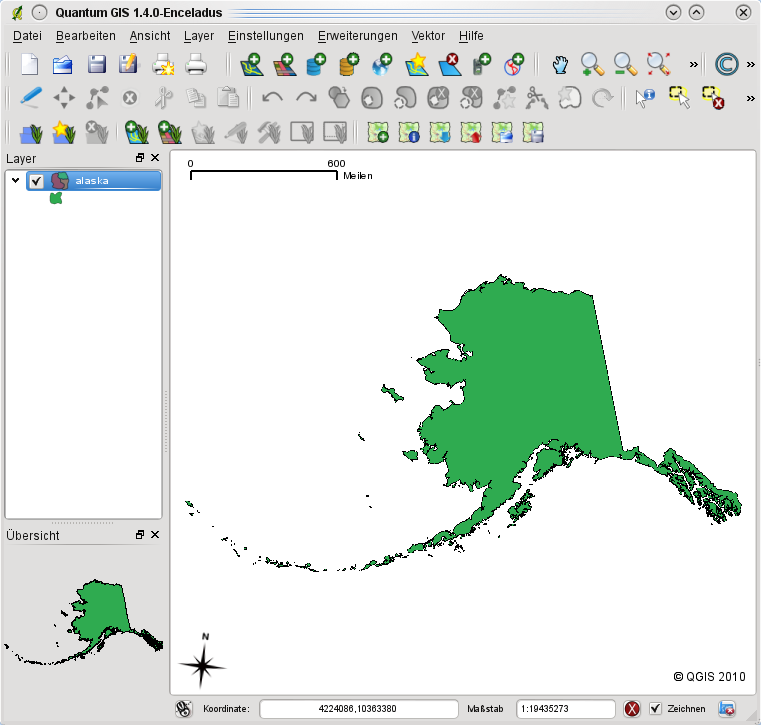 Quantum GIS 1.4.0-Enceladus
Datei Bearbeiten Ansicht Layer Einstellungen Erweiterungen Vektor Hilfe
Layer
alaska
0 600
Meilen
Übersicht
N
© QGIS 2010
Koordinate: 4224086,10363380 Maßstab 1:19435273 Zeichnen